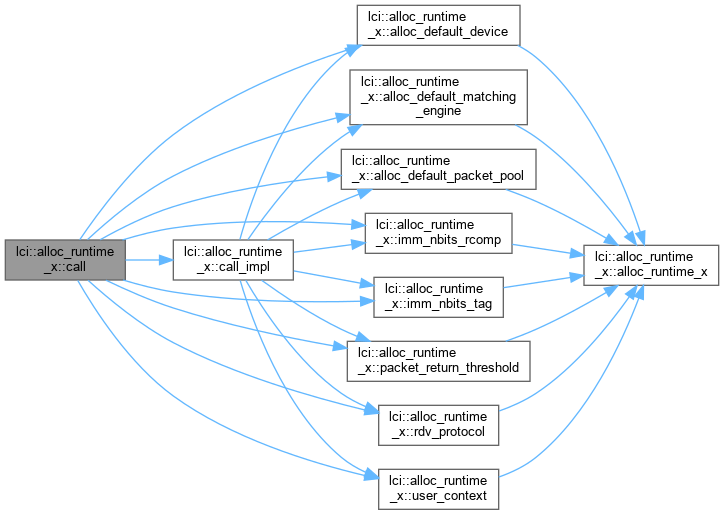 lci::alloc_runtime
_x::call
lci::alloc_runtime
_x::call_impl
lci::alloc_runtime
_x::alloc_default_device
lci::alloc_runtime
_x::alloc_default_matching
_engine
lci::alloc_runtime
_x::alloc_default_packet_pool
lci::alloc_runtime
_x::imm_nbits_rcomp
lci::alloc_runtime
_x::imm_nbits_tag
lci::alloc_runtime
_x::packet_return_threshold
lci::alloc_runtime
_x::rdv_protocol
lci::alloc_runtime
_x::user_context
lci::alloc_runtime
_x::alloc_runtime_x